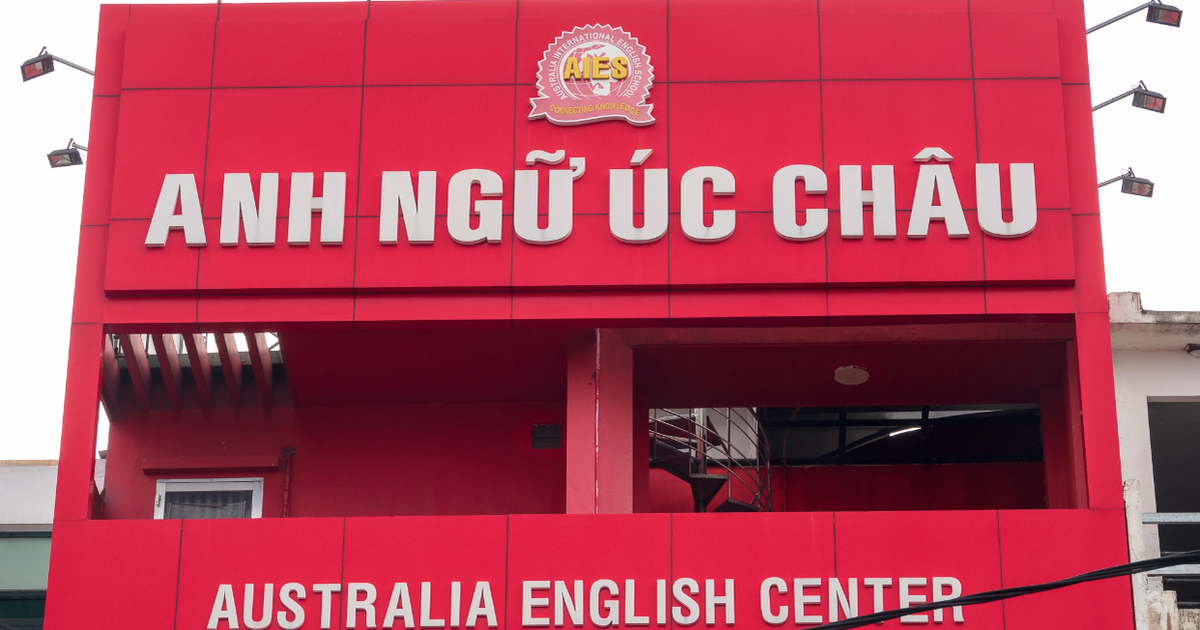 AUSTRALIA INTERNATIONAL ENGLISH SCHOOL
AIES
CONNECTING KNOWLEDGE
ANH NGỮ ÚC CHÂU
AUSTRALIA ENGLISH CENTER